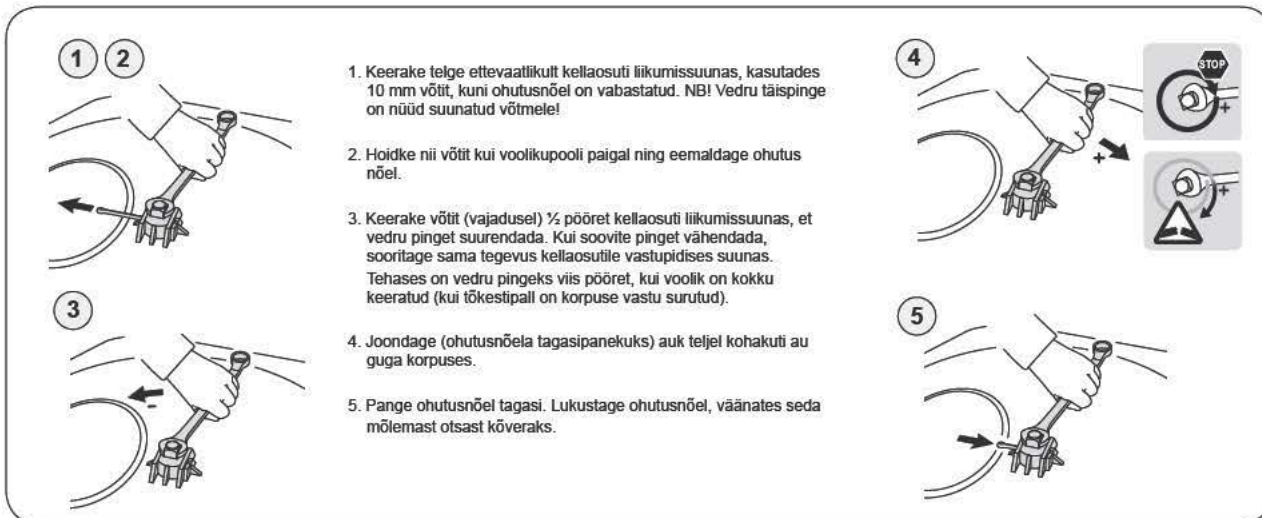 1 2
1. Keerake telge ettevaatlikult kellaosuti liikumissuunas, kasutades
10 mm võtit, kuni ohutusnõel on vabastatud. NB! Vedru täispinge
on nüüd suunatud võtmele!
2. Hoidke nii võtit kui voolikupooli paigal ning eemaldage ohutus
nõel.
3. Keerake võtit (vajadusel) ½ pööret kellaosuti liikumissuunas, et
vedru pinget suurendada. Kui soovite pinget vähendada,
sooritage sama tegevus kellaosutile vastupidises suunas.
Tehases on vedru pingeks viis pööret, kui voolik on kokku
keeratud (kui tõkestipall on korpuse vastu surutud).
4. Joondage (ohutusnõela tagasipanekuks) auk teljel kohakuti au
guga korpuses.
5. Pange ohutusnõel tagasi. Lukustage ohutusnõel, väänates seda
mõlemast otsast kõveraks.
3
-
4
+
STOP
+
+
5